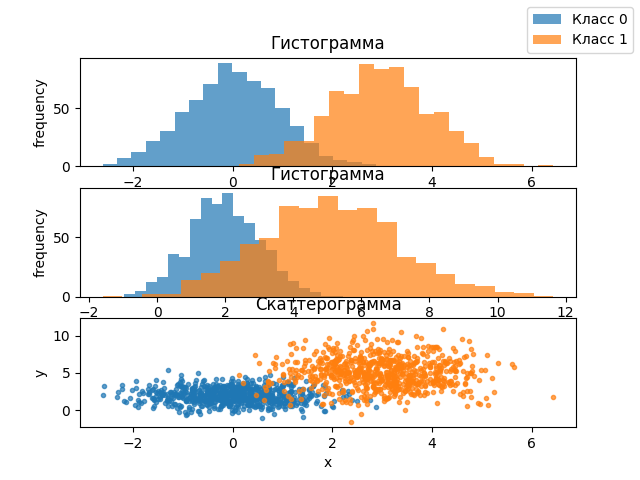 Класс 0
Класс 1
Гистограмма
frequency
50
0
−2 0 2 4 6
Гистограмма
frequency
50
0
−2 0 2 4 6 8 10 12
Скаттерограмма
y
10
5
0
−2 0 2 4 6
x